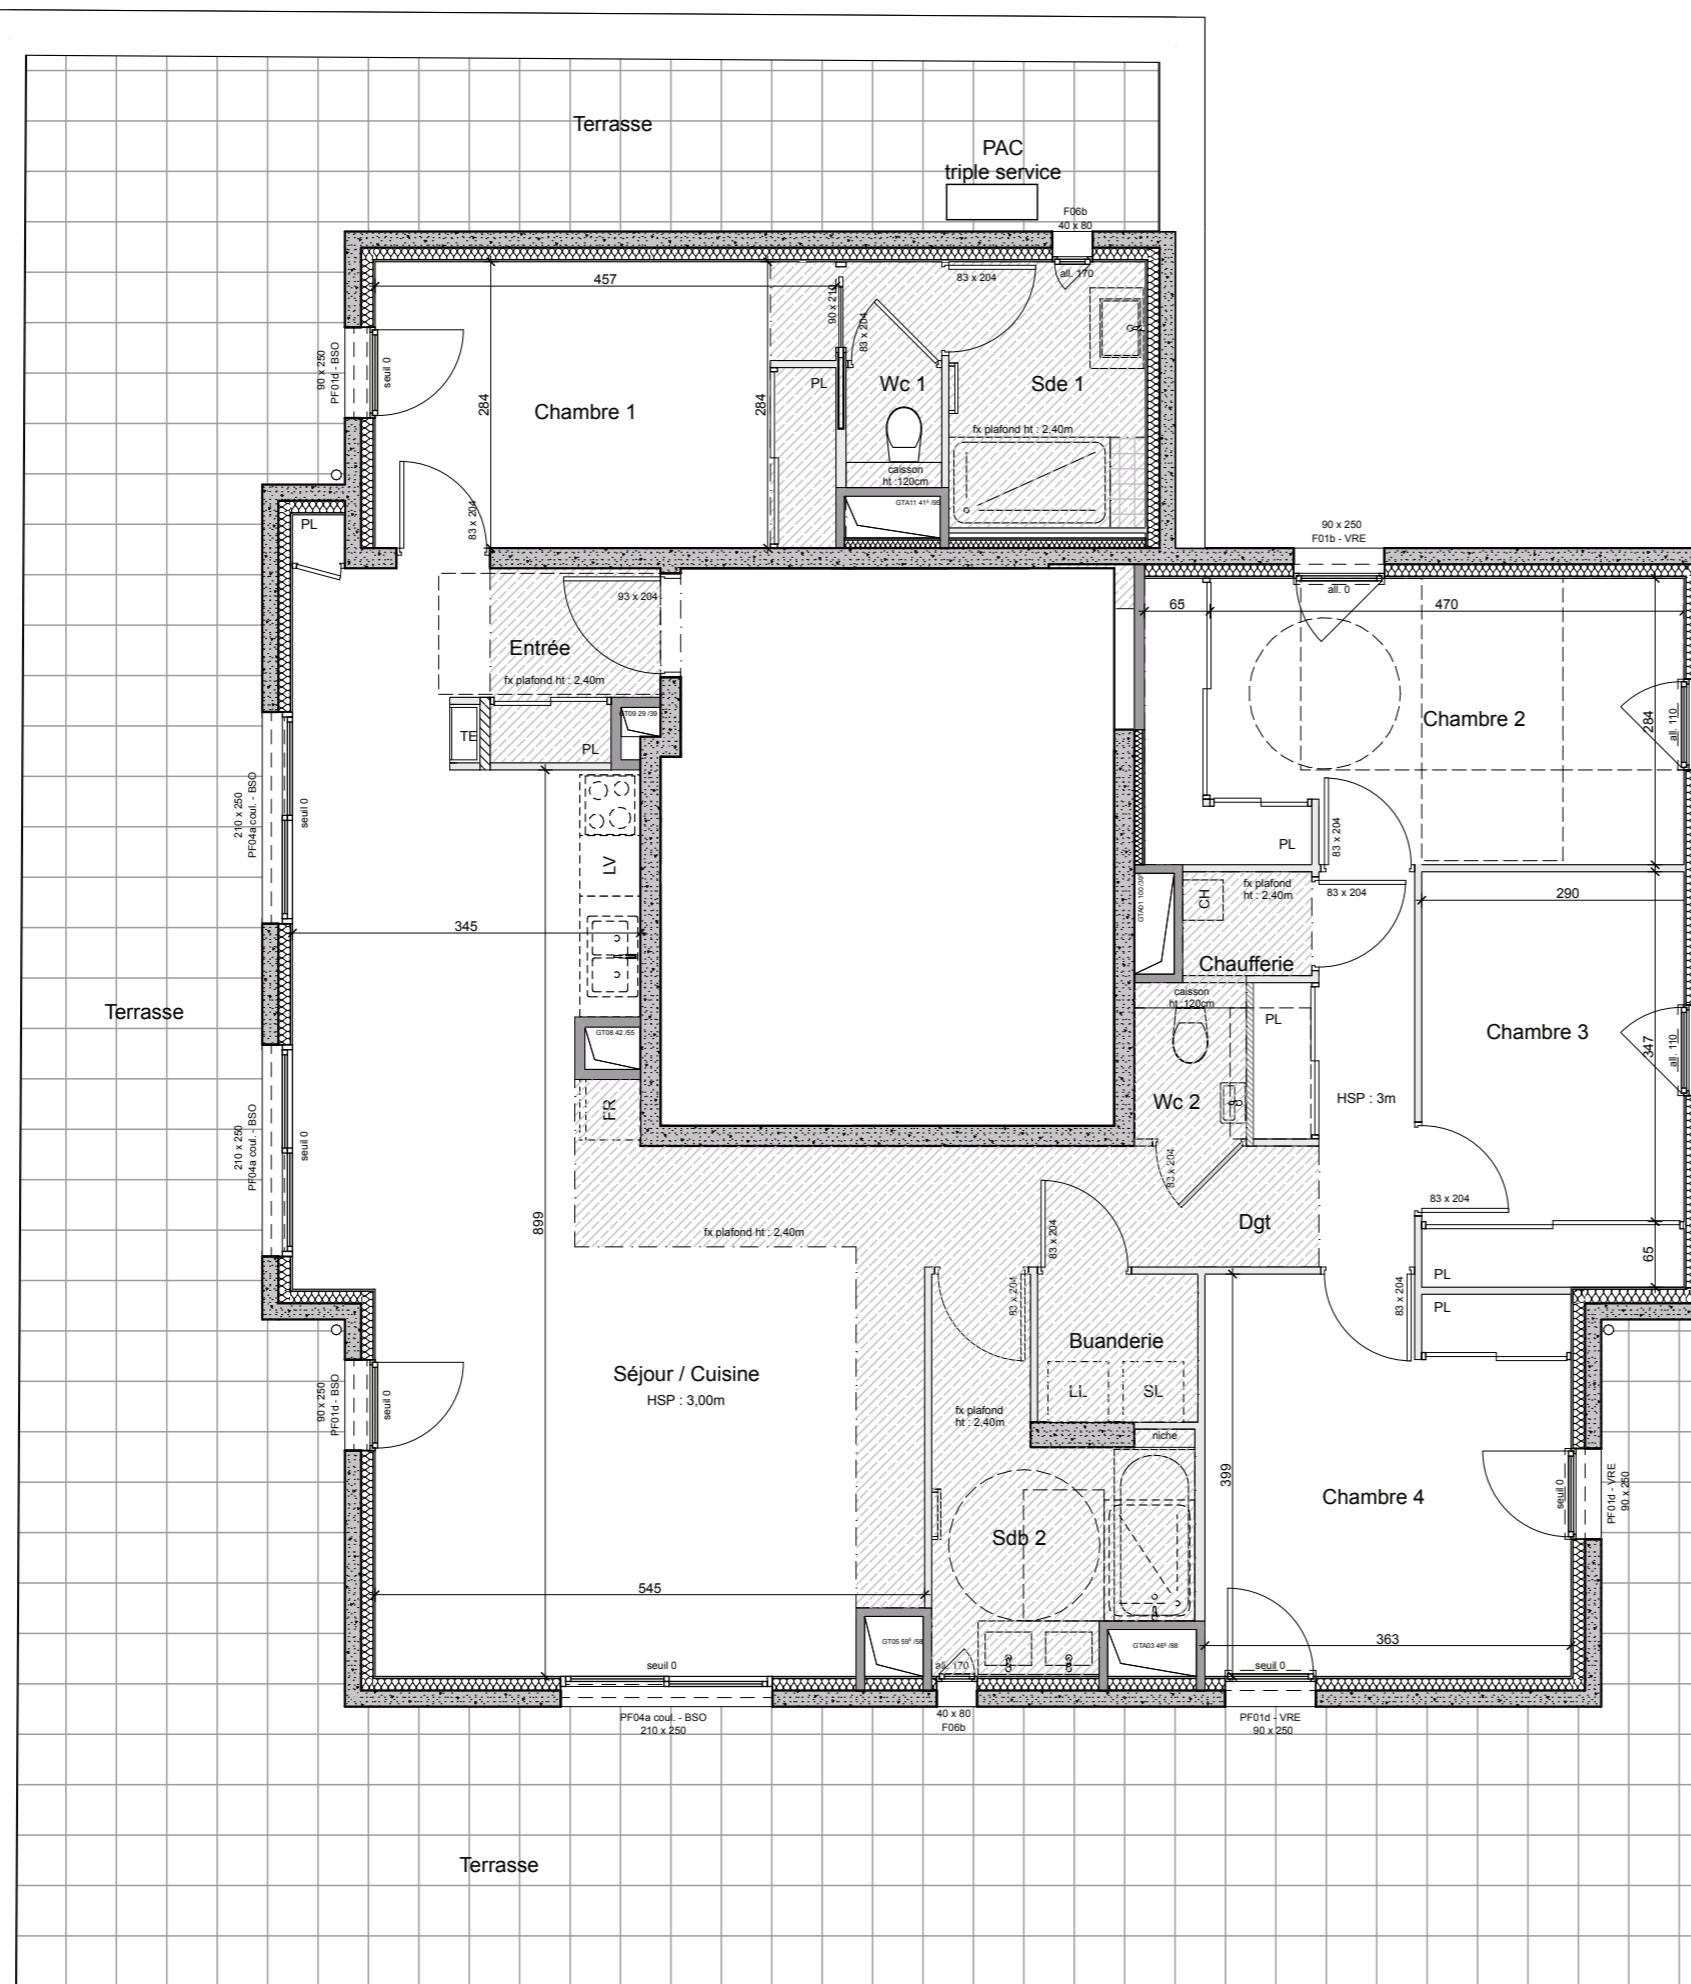 Terrasse
PAC
triple service
F06b
40 x 80
all. 170
457
90 x 210
83 x 204
83 x 204
90 x 250
PF01d - BSO
seuil 0
284
284
Chambre 1
PL
Wc 1
Sde 1
fx plafond ht : 2,40m
caisson
ht :120cm
83 x 204
PL
90 x 250
F01b - VRE
all. 0
93 x 204
Entrée
fx plafond ht : 2,40m
65
470
Chambre 2
284
all. 110
TE
PL
210 x 250
PF04a coul. - BSO
seuil 0
LV
PL
83 x 204
345
CH
fx plafond
ht : 2,40m
83 x 204
290
Chaufferie
caisson
ht :120cm
PL
Terrasse
GT08 42 /55
Chambre 3
347
all. 110
FR
Wc 2
HSP : 3m
210 x 250
PF04a coul. - BSO
seuil 0
83 x 204
83 x 204
899
fx plafond ht : 2,40m
Dgt
83 x 204
65
PL
83 x 204
83 x 204
PL
Buanderie
Séjour / Cuisine
HSP : 3,00m
90 x 250
PF01d - BSO
seuil 0
LL
SL
fx plafond
ht : 2,40m
niche
399
Chambre 4
seuil 0
PF01d - VRE
90 x 250
Sdb 2
545
363
seuil 0
all. 170
seuil 0
PF04a coul. - BSO
210 x 250
40 x 80
F06b
PF01d - VRE
90 x 250
Terrasse